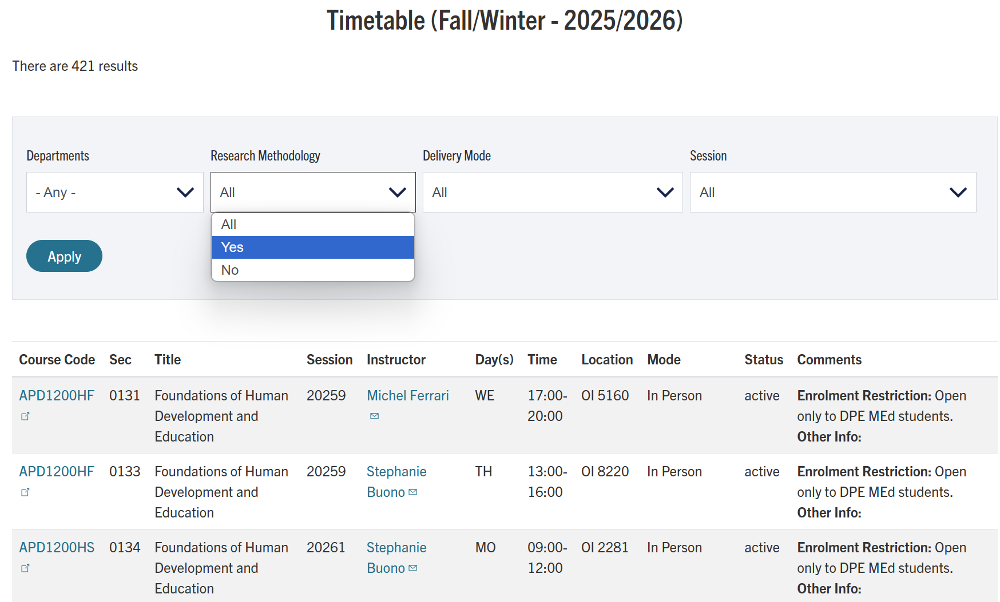 Timetable (Fall/Winter - 2025/2026)
There are 421 results
Departments Research Methodology Delivery Mode Session
- Any - All All All
All
Yes
No
Apply
Course Code Sec Title Session Instructor Day(s) Time Location Mode Status Comments
APD1200HF 0131 Foundations of Human 20259 Michel Ferrari WE 17:00- OI 5160 In Person active Enrolment Restriction: Open
Development and 20:00 only to DPE MEd students.
Education Other Info:
APD1200HF 0133 Foundations of Human 20259 Stephanie TH 13:00- OI 8220 In Person active Enrolment Restriction: Open
Development and Buono 16:00 only to DPE MEd students.
Education Other Info:
APD1200HS 0134 Foundations of Human 20261 Stephanie MO 09:00- OI 2281 In Person active Enrolment Restriction: Open
Development and Buono 12:00 only to DPE MEd students.
Education Other Info: